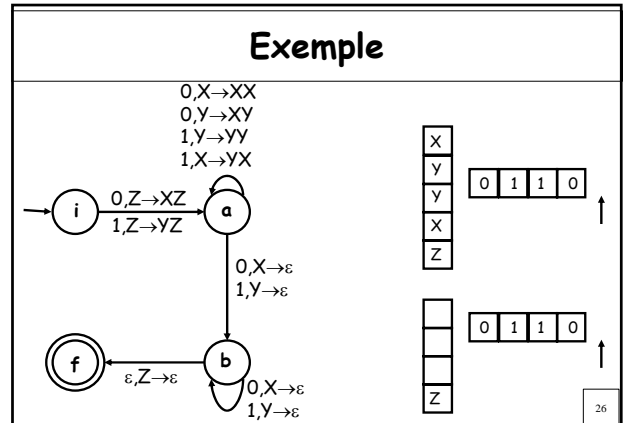 Exemple
0,X→XX
0,Y→XY
1,Y→YY
1,X→YX
i
0,Z→XZ
1,Z→YZ
a
0,X→ε
1,Y→ε
f
ε,Z→ε
b
0,X→ε
1,Y→ε
X
Y
Y
X
Z
0 1 1 0
Z
0 1 1 0
26